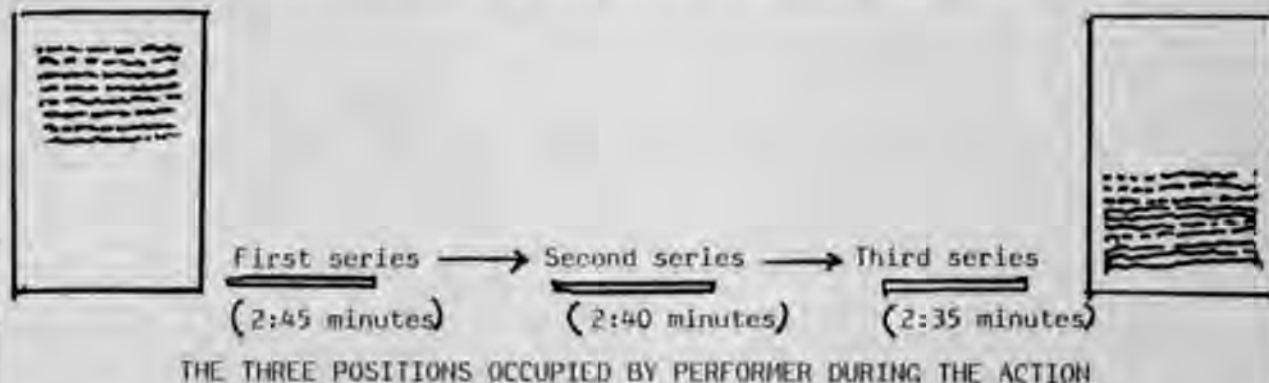 First series → Second series → Third series
(2:45 minutes) (2:40 minutes) (2:35 minutes)
THE THREE POSITIONS OCCUPIED BY PERFORMER DURING THE ACTION